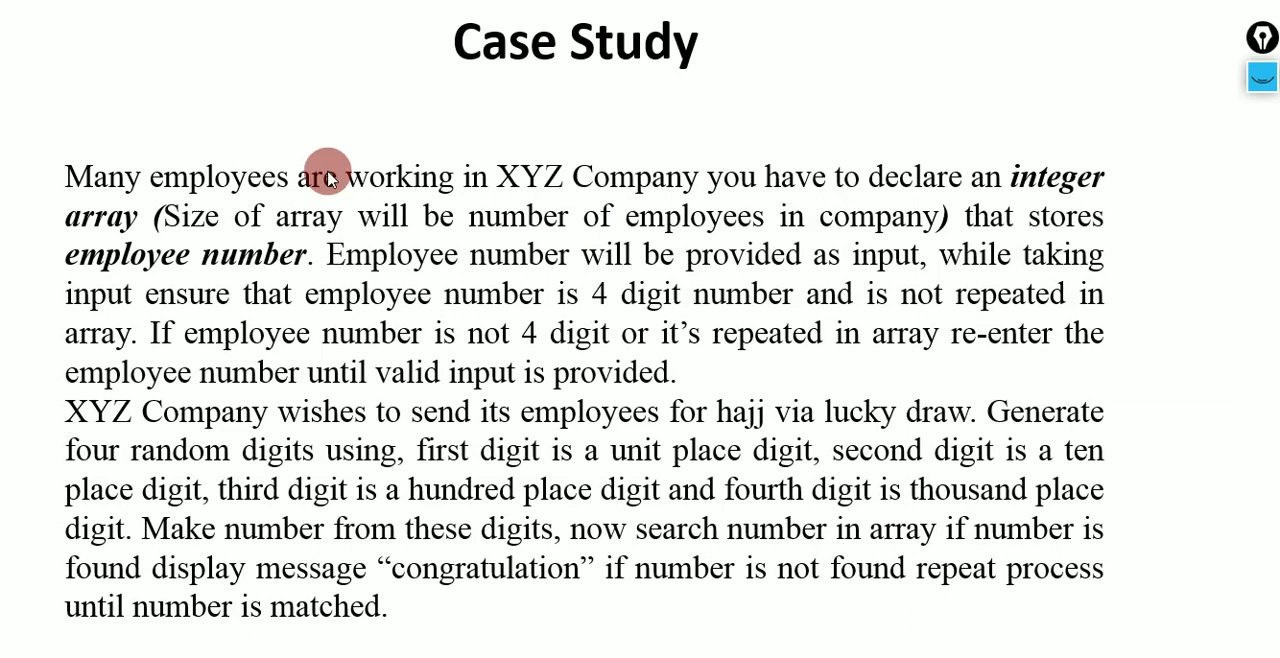 Case Study
Many employees are working in XYZ Company you have to declare an integer
array (Size of array will be number of employees in company) that stores
employee number. Employee number will be provided as input, while taking
input ensure that employee number is 4 digit number and is not repeated in
array. If employee number is not 4 digit or it’s repeated in array re-enter the
employee number until valid input is provided.
XYZ Company wishes to send its employees for hajj via lucky draw. Generate
four random digits using, first digit is a unit place digit, second digit is a ten
place digit, third digit is a hundred place digit and fourth digit is thousand place
digit. Make number from these digits, now search number in array if number is
found display message “congratulation” if number is not found repeat process
until number is matched.